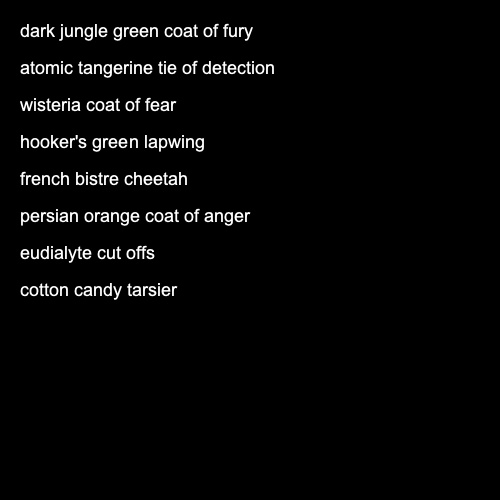 dark jungle green coat of fury
atomic tangerine tie of detection
wisteria coat of fear
hooker's green lapwing
french bistre cheetah
persian orange coat of anger
eudialyte cut offs
cotton candy tarsier